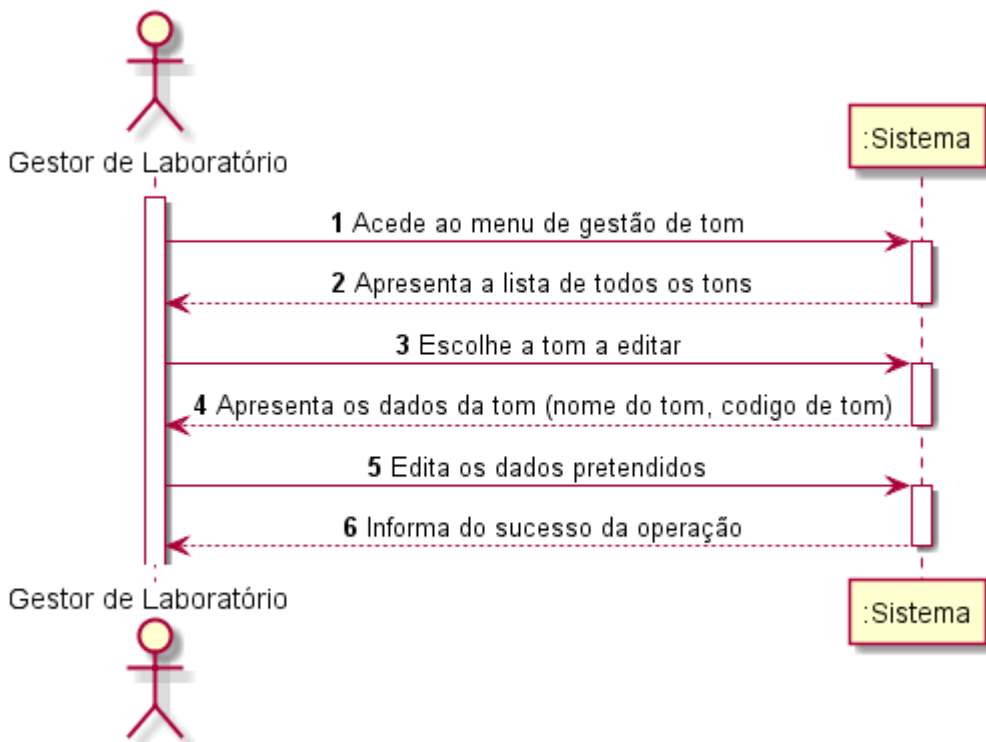 Gestor de Laboratório
:Sistema
1 Acede ao menu de gestão de tom
2 Apresenta a lista de todos os tons
3 Escolhe a tom a editar
4 Apresenta os dados da tom (nome do tom, codigo de tom)
5 Edita os dados pretendidos
6 Informa do sucesso da operação
Gestor de Laboratório
:Sistema